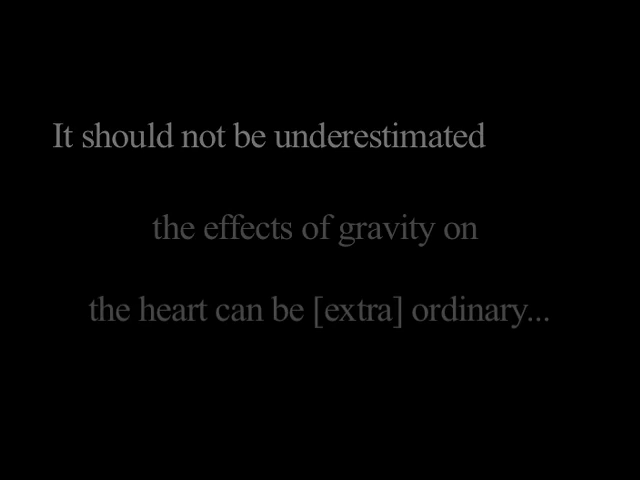 It should not be underestimated
the effects of gravity on
the heart can be [extra] ordinary...